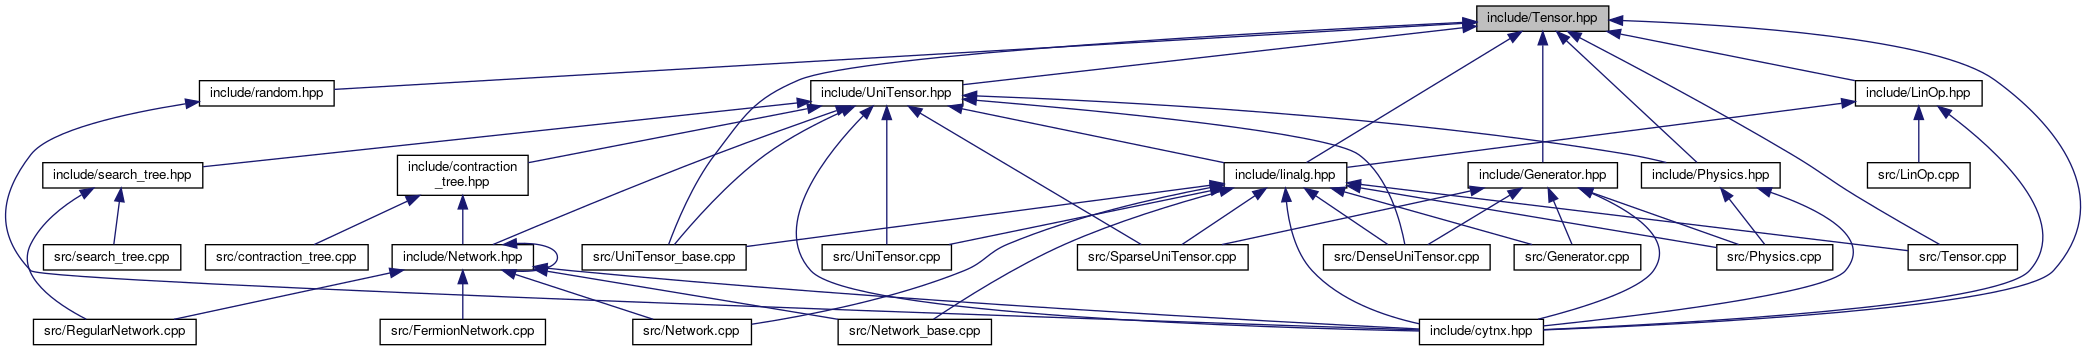 include/Tensor.hpp
include/random.hpp
include/UniTensor.hpp
include/LinOp.hpp
include/search_tree.hpp
include/contraction
_tree.hpp
include/linalg.hpp
include/Generator.hpp
include/Physics.hpp
src/LinOp.cpp
src/search_tree.cpp
src/contraction_tree.cpp
include/Network.hpp
src/UniTensor_base.cpp
src/UniTensor.cpp
src/SparseUniTensor.cpp
src/DenseUniTensor.cpp
src/Generator.cpp
src/Physics.cpp
src/Tensor.cpp
src/RegularNetwork.cpp
src/FermionNetwork.cpp
src/Network.cpp
src/Network_base.cpp
include/cytnx.hpp